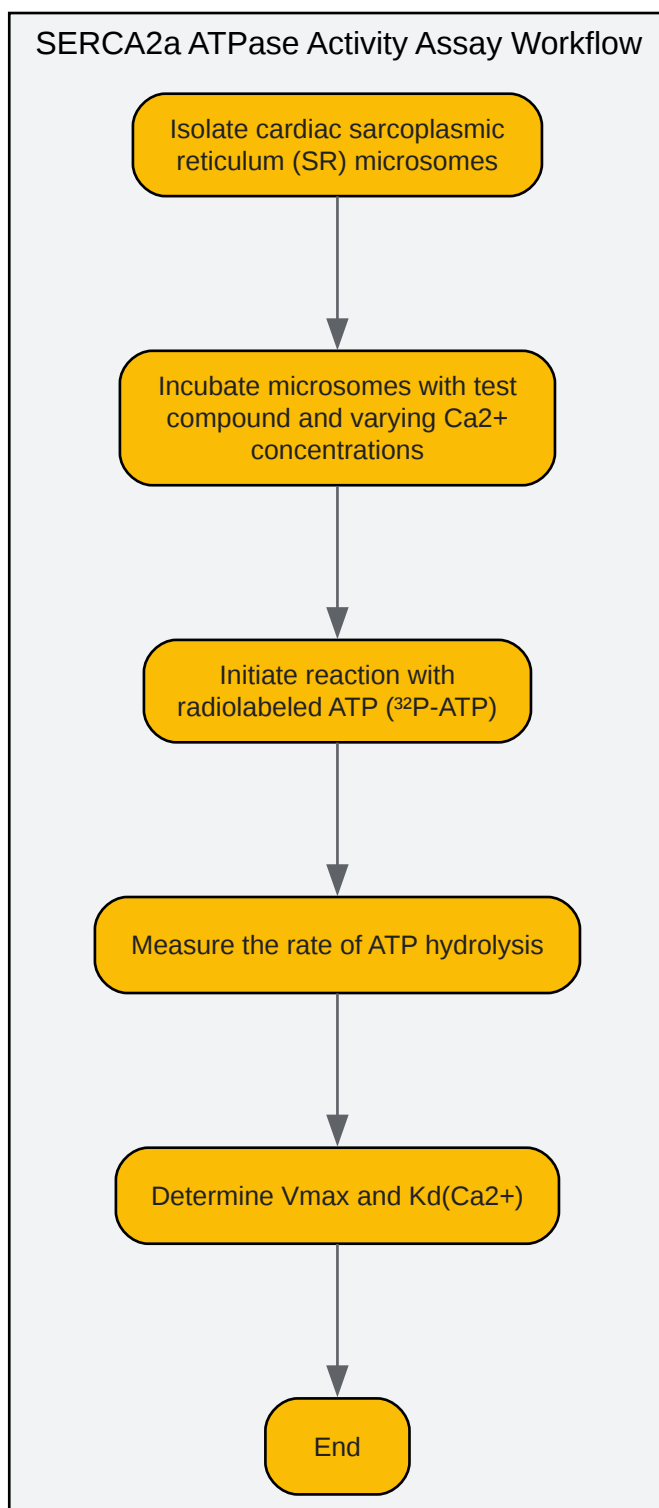 SERCA2a ATPase Activity Assay Workflow
Isolate cardiac sarcoplasmic
reticulum (SR) microsomes
Incubate microsomes with test
compound and varying Ca2+
concentrations
Initiate reaction with
radiolabeled ATP (³²P-ATP)
Measure the rate of ATP hydrolysis
Determine Vmax and Kd(Ca2+)
End